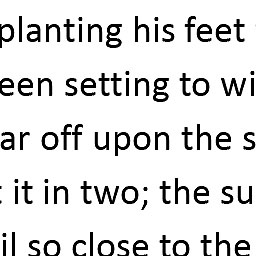 planting his feet
een setting to wi
ar off upon the s
it in two; the su
il so close to the